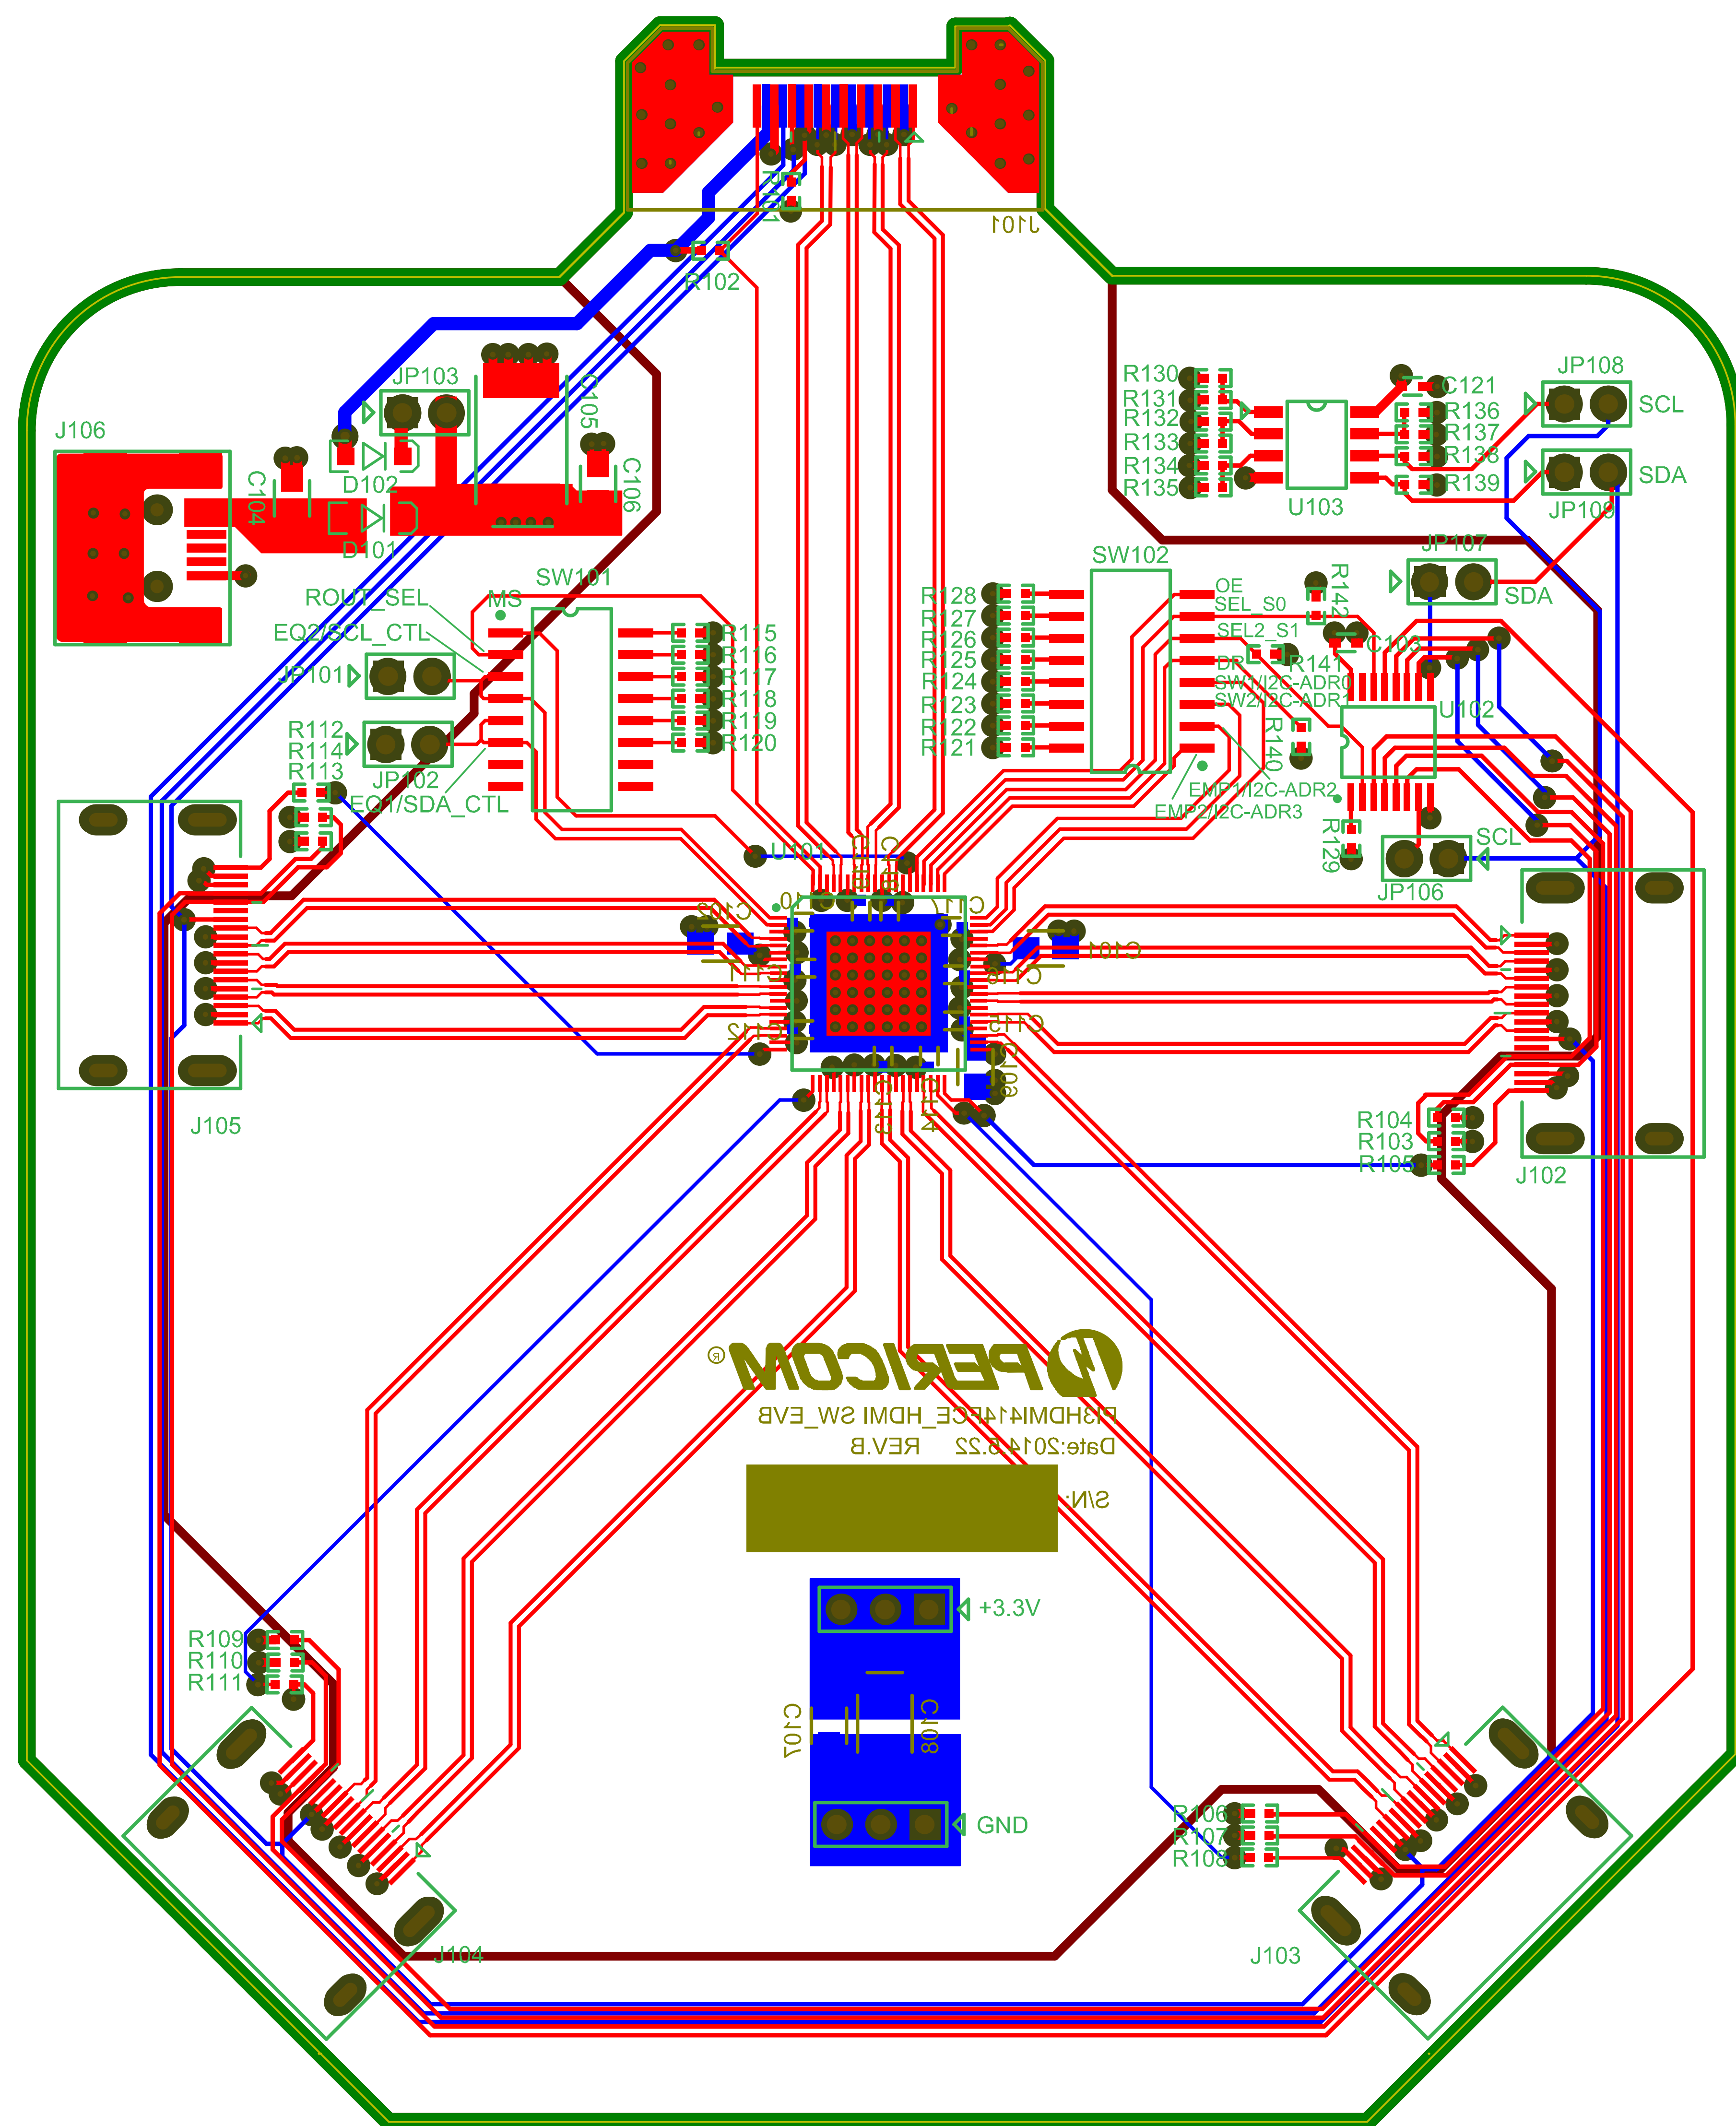 J101
R101
R102
JP103
C105
J106
C104
D102
C106
D101
R130
R131
R132
R133
R134
R135
C121
R136
R137
R138
R139
U103
JP108
SCL
SDA
JP109
JP107
SDA
SW101
MS
ROUT_SEL
EQ2/SCL_CTL
JP101
R115
R116
R117
R118
R119
R120
R112
R114
R113
JP102
EQ1/SDA_CTL
SW102
R128
R127
R126
R125
R124
R123
R122
R121
OE
SEL_S0
SEL2_S1
DR
SW1/I2C-ADR0
SW2/I2C-ADR1
EMP1/I2C-ADR2
EMP2/I2C-ADR3
R142
C103
R141
U102
R140
R129
SCL
JP106
U101
C102
C110
C101
C111
C116
C112
C115
C109
C113
C114
J105
R104
R103
R105
J102
PERICOM®
PI3HDMI414FCE_HDMI SW_EVB
Date:2014.5.22 REV.B
S/N:
+3.3V
C107
C108
GND
R109
R110
R111
R106
R107
R108
J104
J103